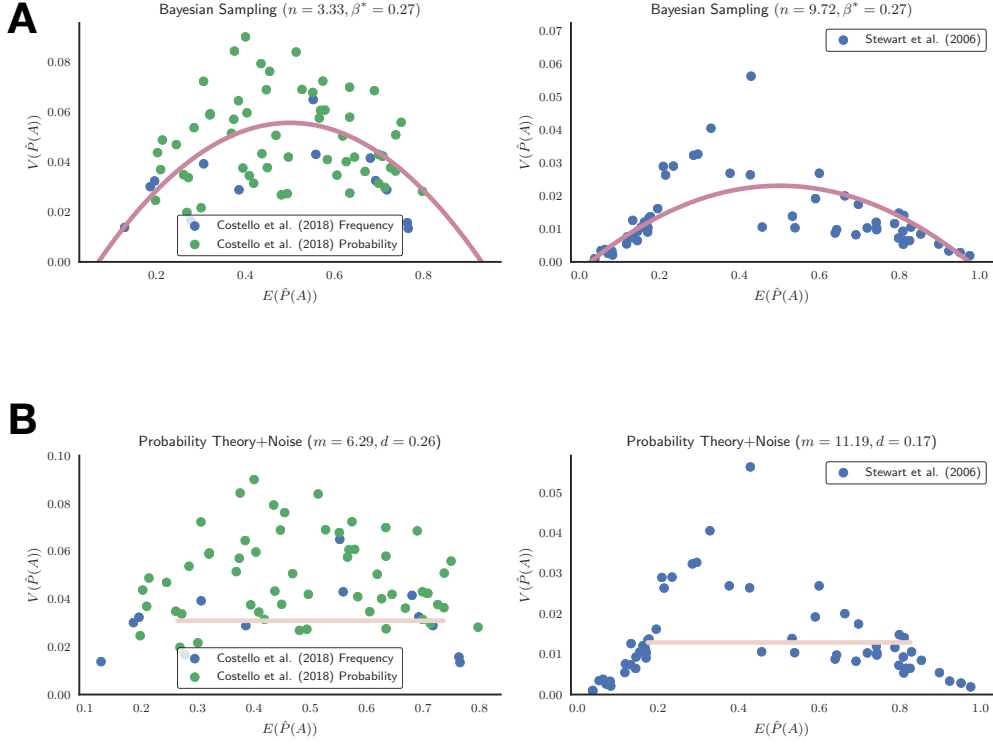 A
Bayesian Sampling (n = 3.33, β* = 0.27)
V(P̂(A))
0.08
0.06
0.04
0.02
0.00
0.2
0.4
0.6
0.8
E(P̂(A))
Costello et al. (2018) Frequency
Costello et al. (2018) Probability
Bayesian Sampling (n = 9.72, β* = 0.27)
V(P̂(A))
0.07
0.06
0.05
0.04
0.03
0.02
0.01
0.00
0.0
0.2
0.4
0.6
0.8
1.0
E(P̂(A))
Stewart et al. (2006)
B
Probability Theory+Noise (m = 6.29, d = 0.26)
V(P̂(A))
0.10
0.08
0.06
0.04
0.02
0.00
0.1
0.2
0.3
0.4
0.5
0.6
0.7
0.8
E(P̂(A))
Costello et al. (2018) Frequency
Costello et al. (2018) Probability
Probability Theory+Noise (m = 11.19, d = 0.17)
V(P̂(A))
0.05
0.04
0.03
0.02
0.01
0.00
0.0
0.2
0.4
0.6
0.8
1.0
E(P̂(A))
Stewart et al. (2006)